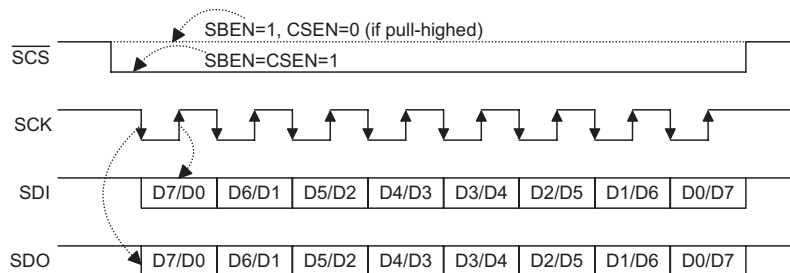 SBEN=1, CSEN=0 (if pull-highed)
SCS
SBEN=CSEN=1
SCK
SDI D7/D0 D6/D1 D5/D2 D4/D3 D3/D4 D2/D5 D1/D6 D0/D7
SDO D7/D0 D6/D1 D5/D2 D4/D3 D3/D4 D2/D5 D1/D6 D0/D7